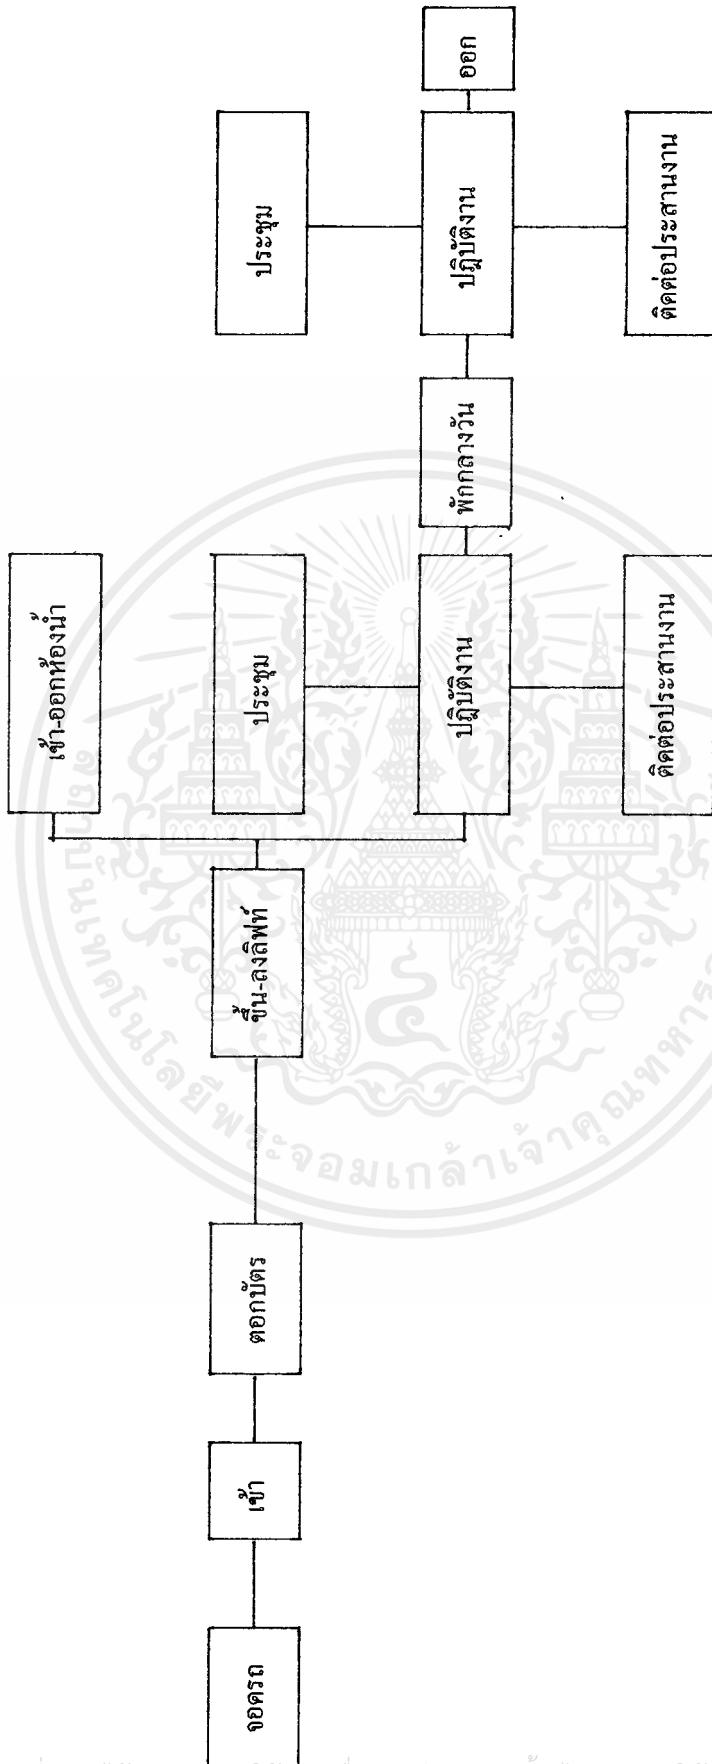 จอดรถ
เข้า
ตอกบัตร
ขึ้น-ลงลิฟท์
เข้า-ออกห้องน้ำ
ประชุม
ปฏิบัติงาน
ติดต่อประสานงาน
พักกลางวัน
ประชุม
ปฏิบัติงาน
ติดต่อประสานงาน
ออก